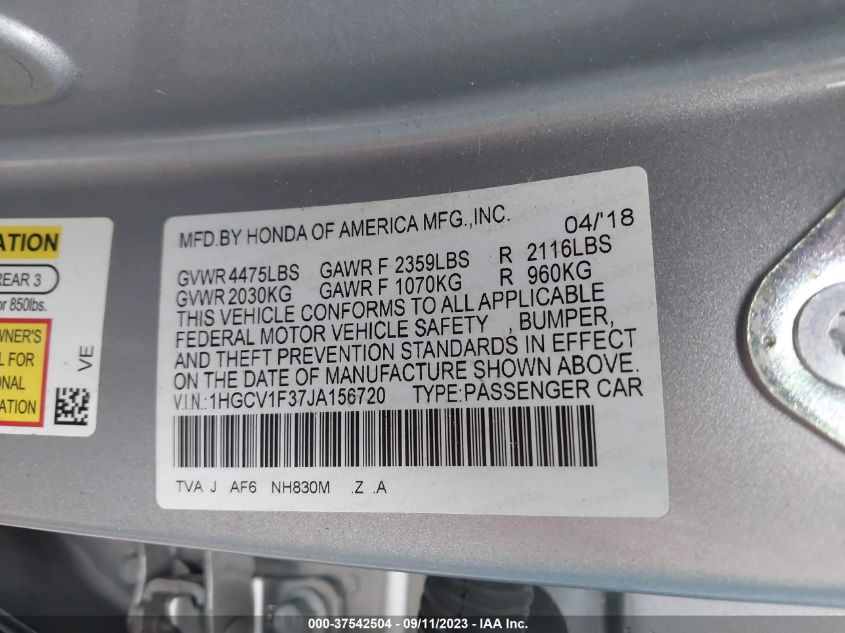 MFD.BY HONDA OF AMERICA MFG.,INC. 04/'18
GVWR 4475LBS GAWR F 2359LBS R 2116LBS
GVWR 2030KG GAWR F 1070KG R 960KG
THIS VEHICLE CONFORMS TO ALL APPLICABLE
FEDERAL MOTOR VEHICLE SAFETY , BUMPER,
AND THEFT PREVENTION STANDARDS IN EFFECT
ON THE DATE OF MANUFACTURE SHOWN ABOVE.
V.I.N.:1HGCV1F37JA156720 TYPE:PASSENGER CAR
TVA J AF6 NH830M .Z .A
ATION
REAR 3
or 850lbs.
WNER'S
L FOR
ONAL
ATION
VE
000-37542504 - 09/11/2023 - IAA Inc.